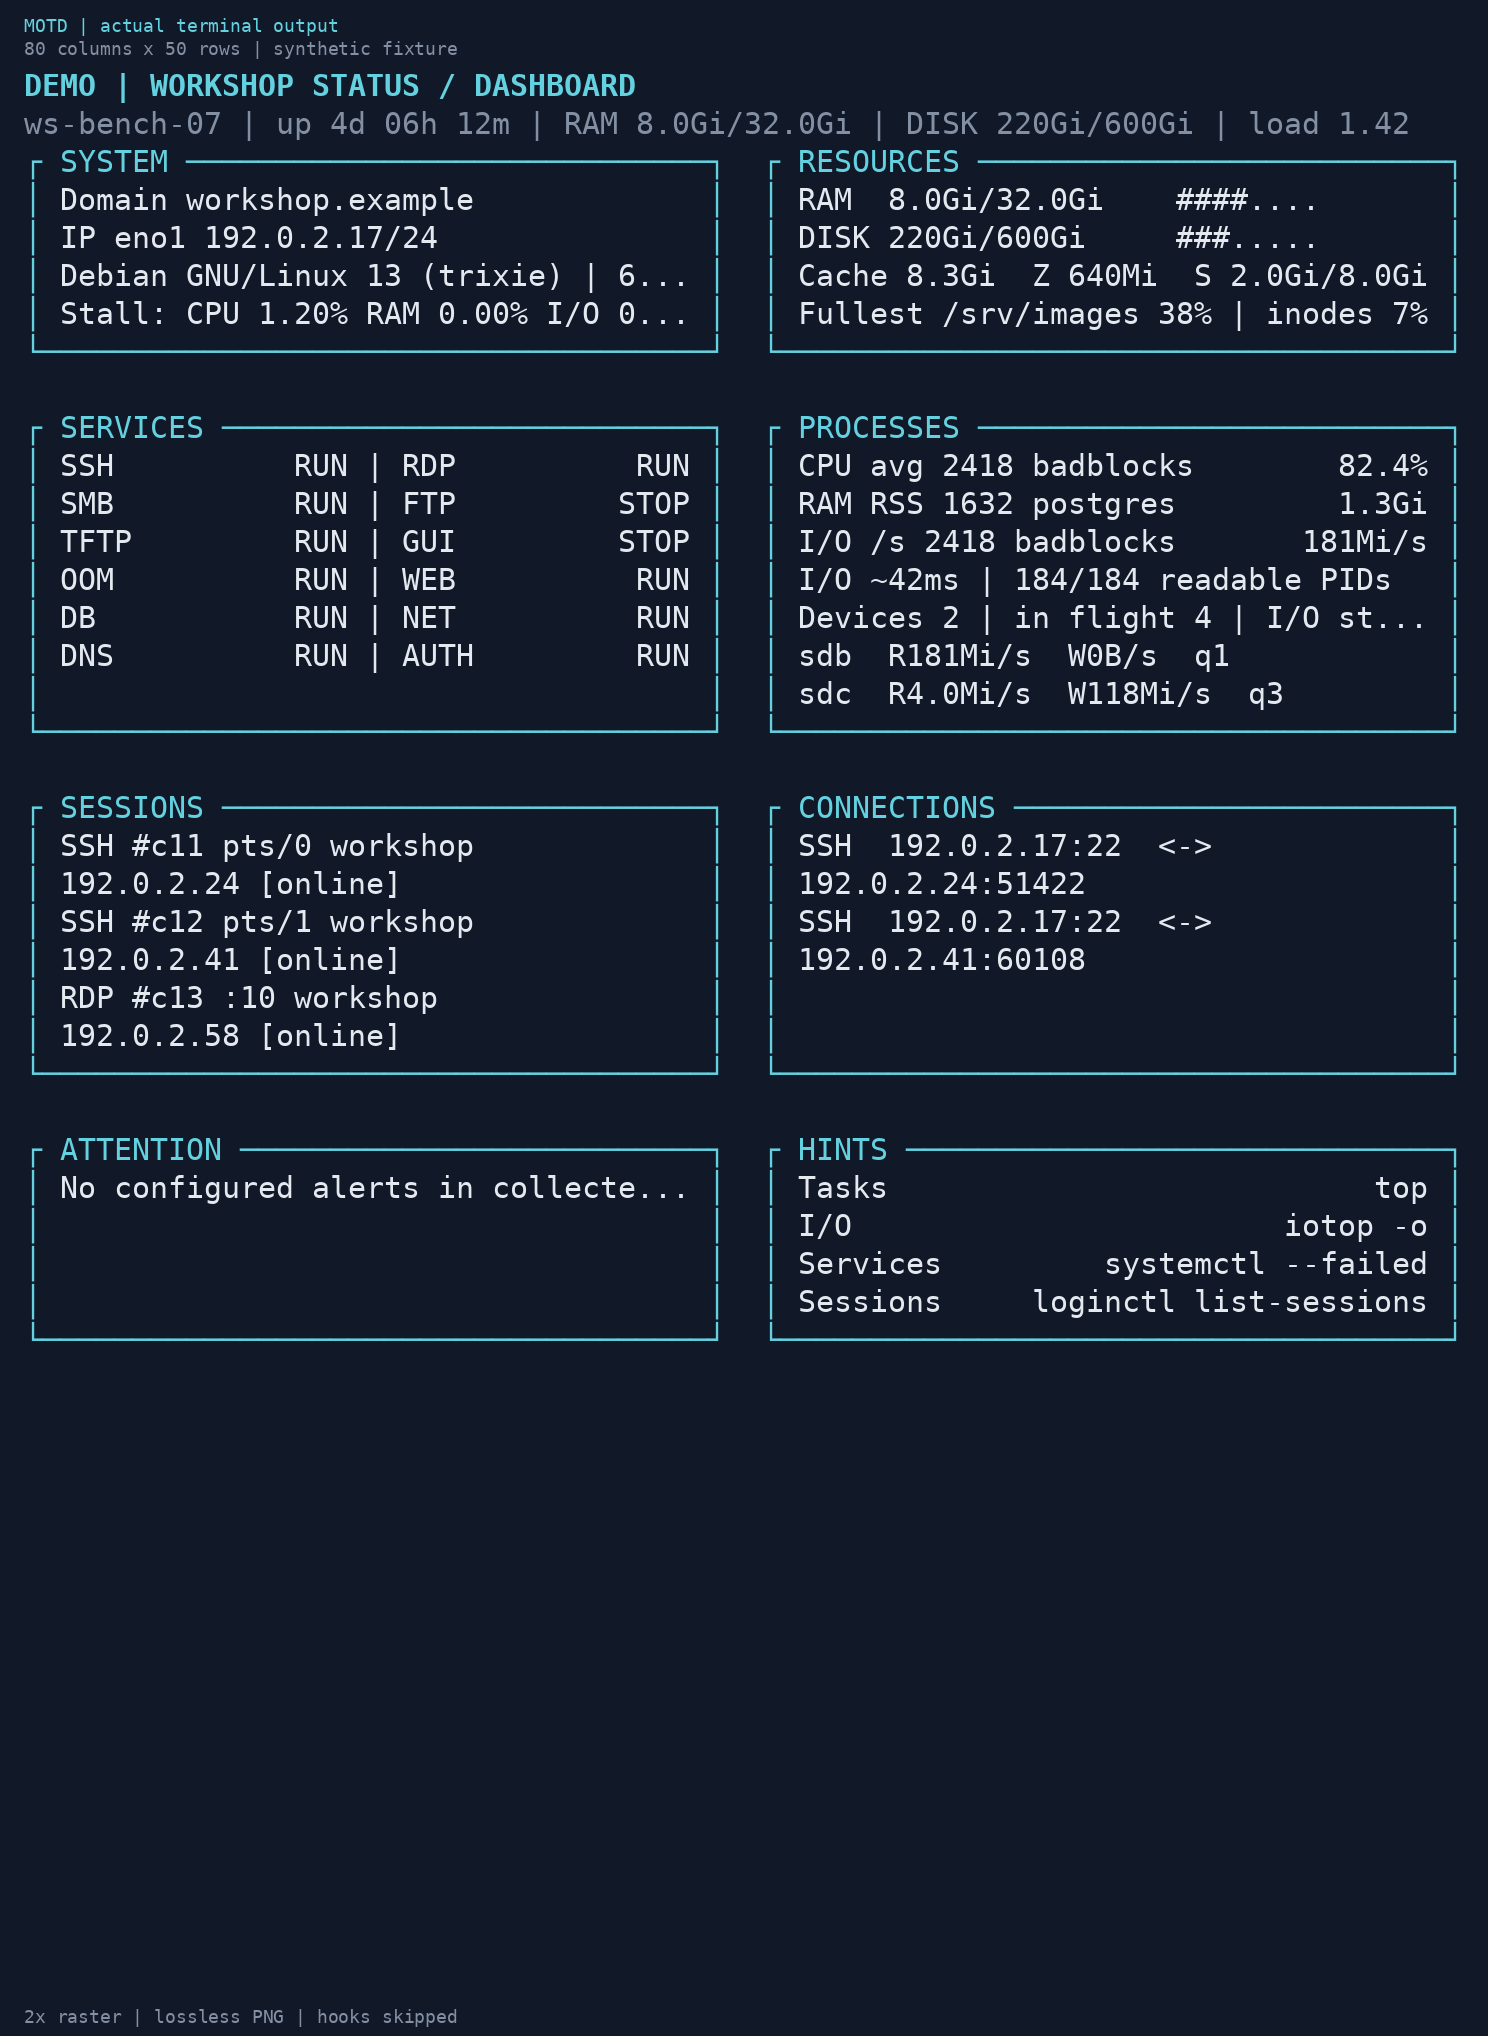 MOTD | actual terminal output
80 columns x 50 rows | synthetic fixture
DEMO | WORKSHOP STATUS / DASHBOARD
ws-bench-07 | up 4d 06h 12m | RAM 8.0Gi/32.0Gi | DISK 220Gi/600Gi | load 1.42
SYSTEM
Domain workshop.example
IP eno1 192.0.2.17/24
Debian GNU/Linux 13 (trixie) | 6...
Stall: CPU 1.20% RAM 0.00% I/O 0...
RESOURCES
RAM  8.0Gi/32.0Gi    ####....
DISK 220Gi/600Gi     ###.....
Cache 8.3Gi  Z 640Mi  S 2.0Gi/8.0Gi
Fullest /srv/images 38% | inodes 7%
SERVICES
SSH          RUN | RDP          RUN
SMB          RUN | FTP         STOP
TFTP         RUN | GUI         STOP
OOM          RUN | WEB          RUN
DB           RUN | NET          RUN
DNS          RUN | AUTH         RUN
PROCESSES
CPU avg 2418 badblocks        82.4%
RAM RSS 1632 postgres         1.3Gi
I/O /s 2418 badblocks       181Mi/s
I/O ~42ms | 184/184 readable PIDs
Devices 2 | in flight 4 | I/O st...
sdb  R181Mi/s  W0B/s  q1
sdc  R4.0Mi/s  W118Mi/s  q3
SESSIONS
SSH #c11 pts/0 workshop
192.0.2.24 [online]
SSH #c12 pts/1 workshop
192.0.2.41 [online]
RDP #c13 :10 workshop
192.0.2.58 [online]
CONNECTIONS
SSH  192.0.2.17:22  <->
192.0.2.24:51422
SSH  192.0.2.17:22  <->
192.0.2.41:60108
ATTENTION
No configured alerts in collecte...
HINTS
Tasks                           top
I/O                        iotop -o
Services         systemctl --failed
Sessions     loginctl list-sessions
2x raster | lossless PNG | hooks skipped